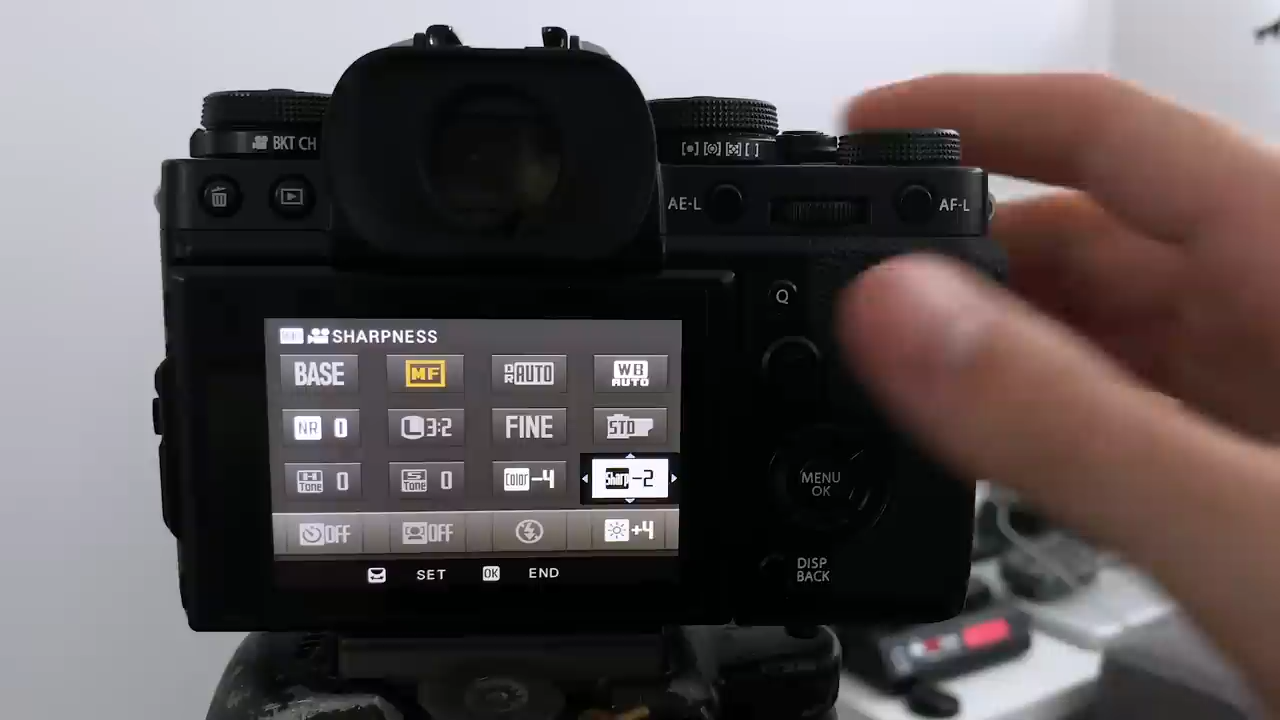 BKT CH
AE-L
AF-L
Q
SHARPNESS
BASE MF DR AUTO WB AUTO
NR 0 L 3:2 FINE STD
H TONE 0 S TONE 0 Color -4 Sharp -2
OFF OFF +4
SET OK END
MENU
OK
DISP
BACK